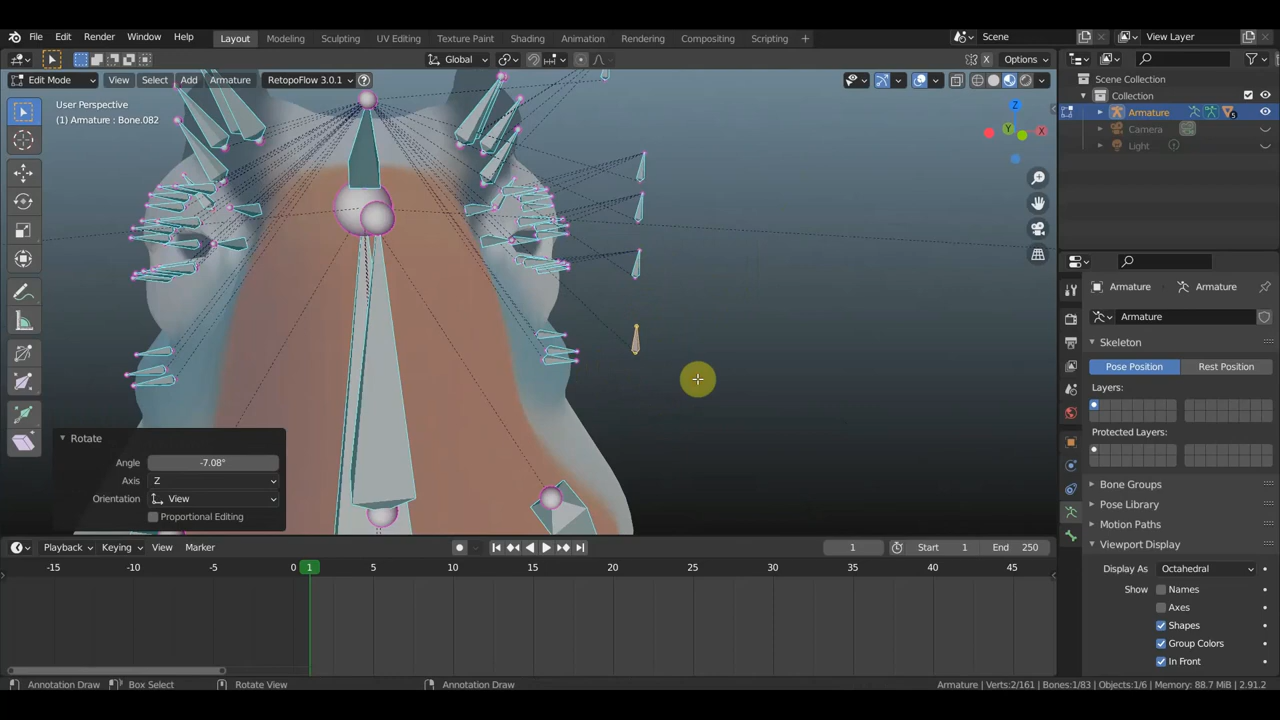 File Edit Render Window Help Layout Modeling Sculpting UV Editing Texture Paint Shading Animation Rendering Compositing Scripting + Scene View Layer
Global Options
Edit Mode View Select Add Armature RetopoFlow 3.0.1
User Perspective
(1) Armature : Bone.082
Z
X
Y
Scene Collection
Collection
Armature 5
Camera
Light
Armature Armature
Armature
Skeleton
Pose Position Rest Position
Layers:
Protected Layers:
Bone Groups
Pose Library
Motion Paths
Viewport Display
Display As Octahedral
Show Names
Axes
Shapes
Group Colors
In Front
Rotate
Angle -7.08°
Axis Z
Orientation View
Proportional Editing
Playback Keying View Marker 1 Start 1 End 250
-15 -10 -5 0 1 5 10 15 20 25 30 35 40 45
Annotation Draw Box Select Rotate View Annotation Draw Armature | Verts:2/161 | Bones:1/83 | Objects:1/6 | Memory: 88.7 MiB | 2.91.2